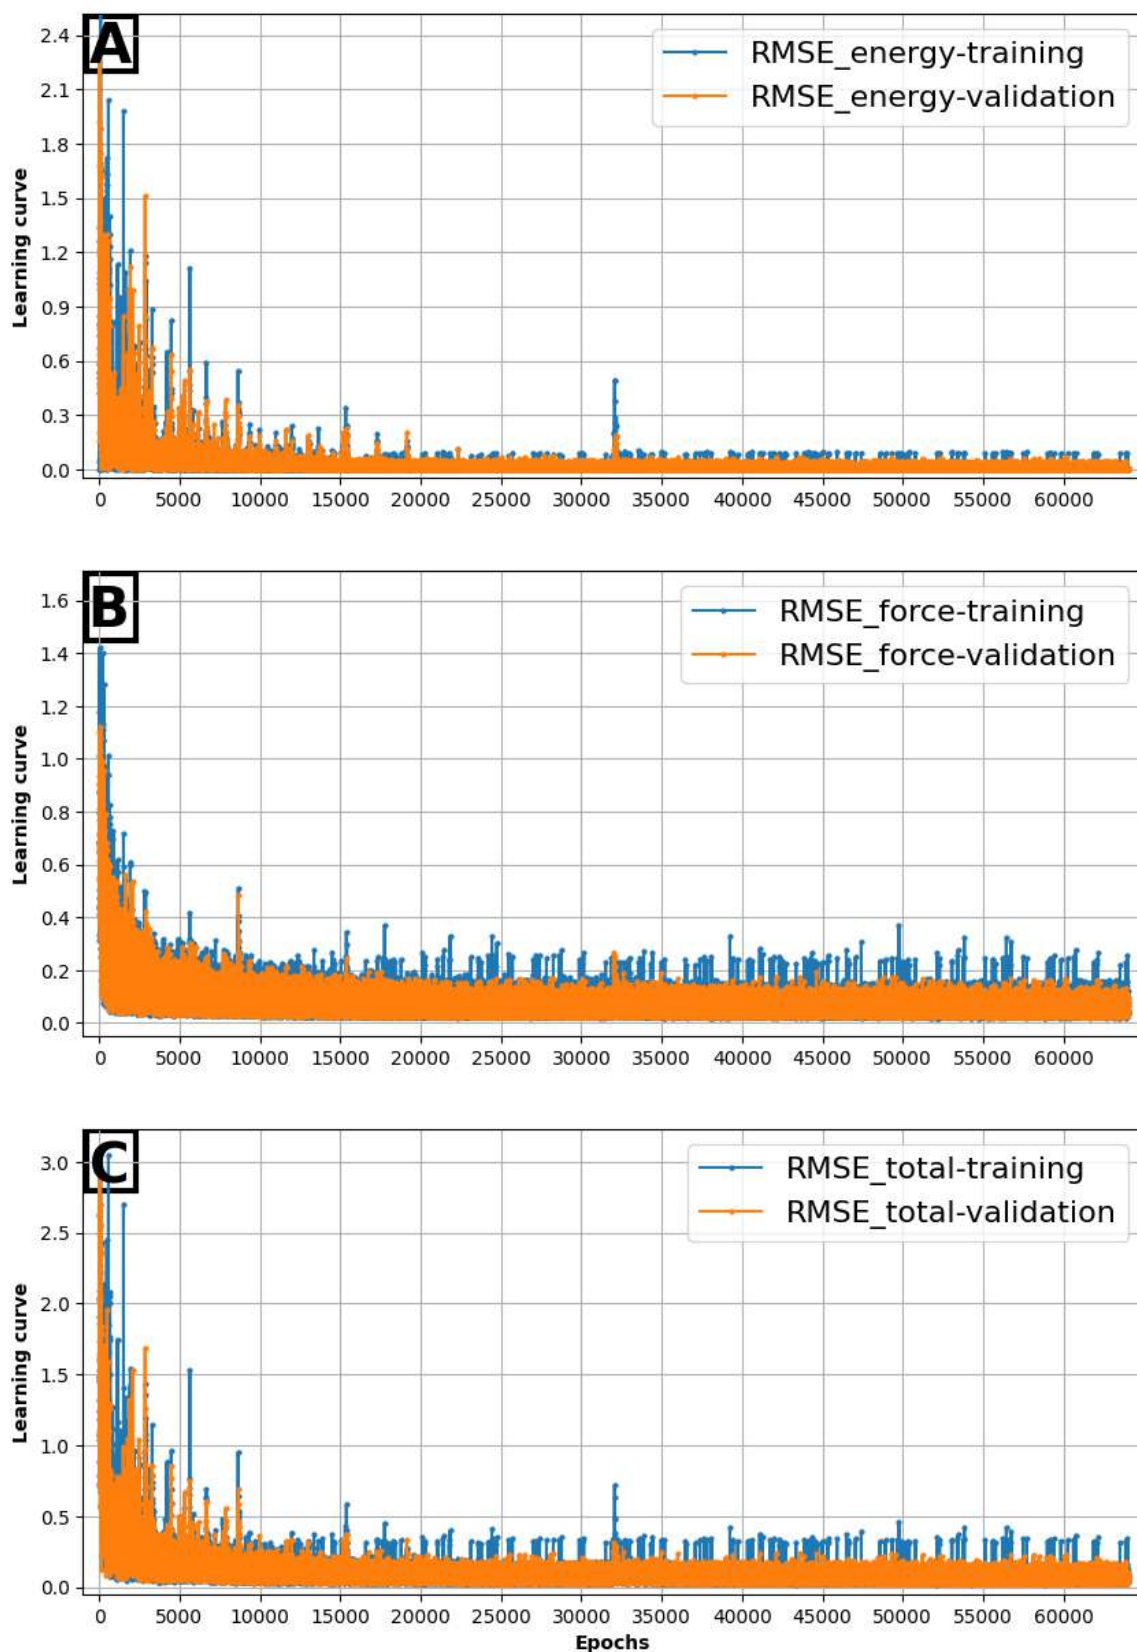 A
RMSE_energy-training
RMSE_energy-validation
Learning curve
2.4
2.1
1.8
1.5
1.2
0.9
0.6
0.3
0.0
0 5000 10000 15000 20000 25000 30000 35000 40000 45000 50000 55000 60000
B
RMSE_force-training
RMSE_force-validation
Learning curve
1.6
1.4
1.2
1.0
0.8
0.6
0.4
0.2
0.0
0 5000 10000 15000 20000 25000 30000 35000 40000 45000 50000 55000 60000
C
RMSE_total-training
RMSE_total-validation
Learning curve
3.0
2.5
2.0
1.5
1.0
0.5
0.0
0 5000 10000 15000 20000 25000 30000 35000 40000 45000 50000 55000 60000
Epochs